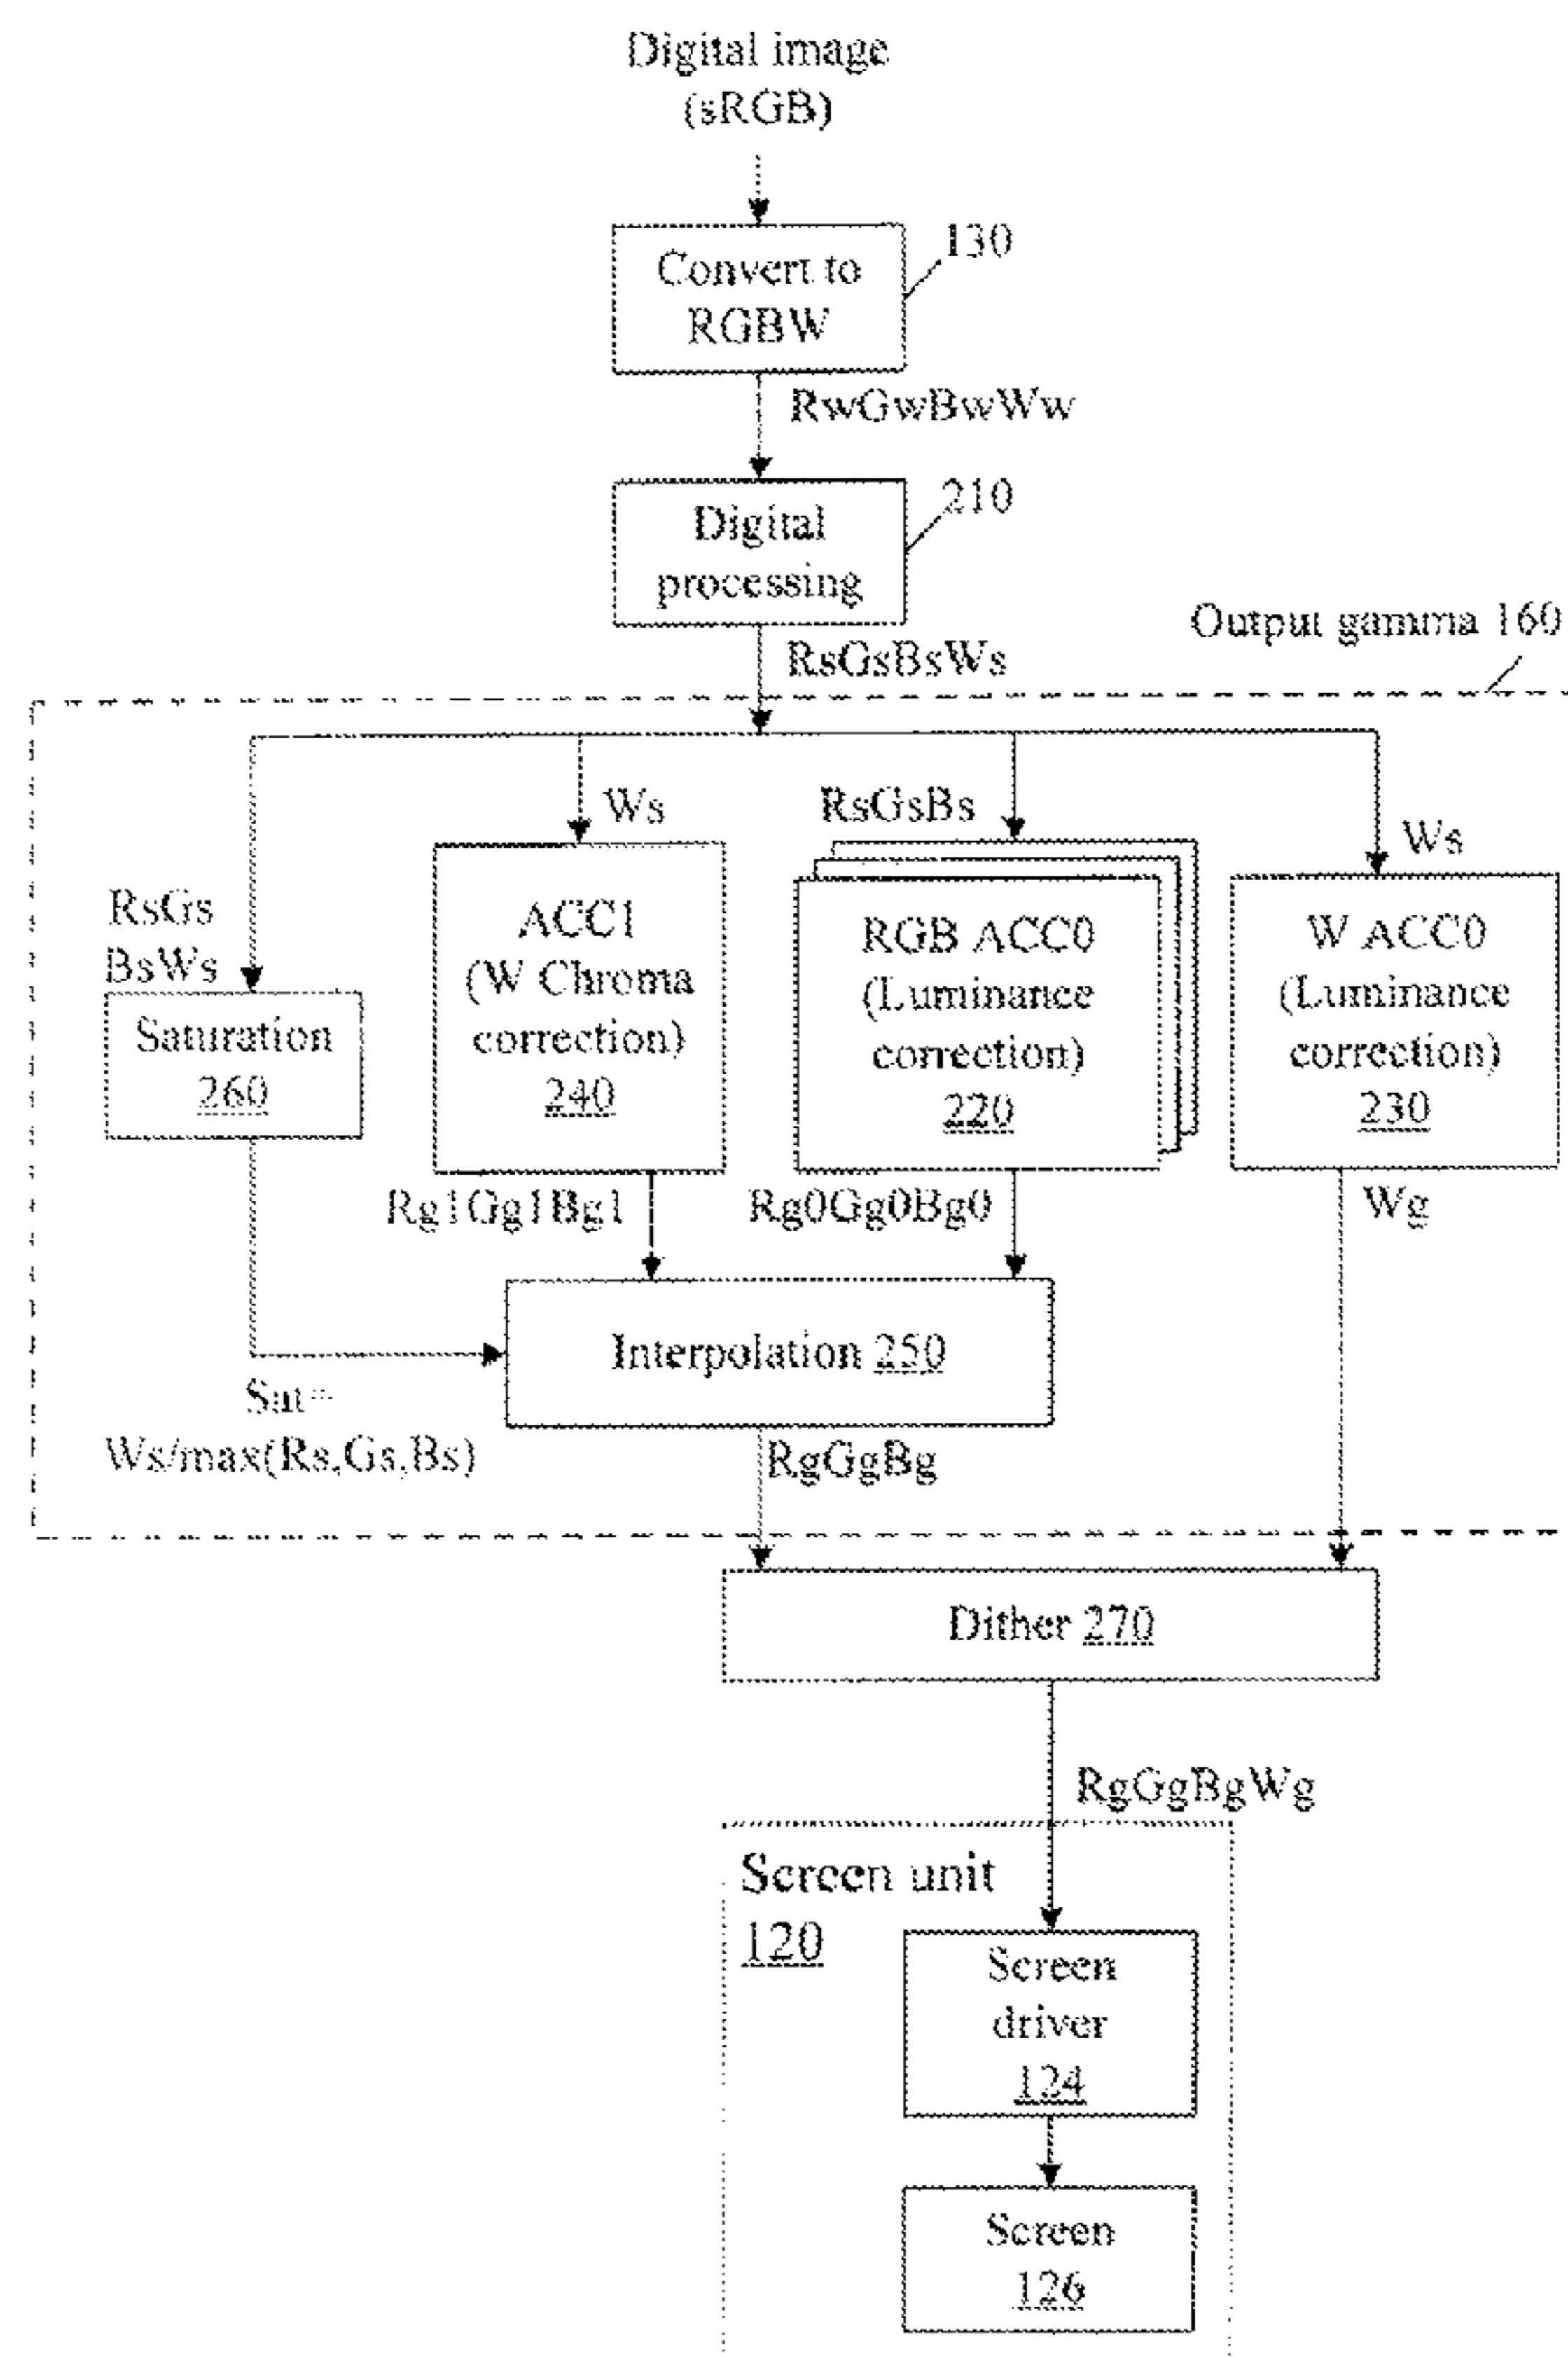 Digital image
(sRGB)
Convert to
RGBW
130
RwGwBwWw
Digital
processing
210
RsGsBsWs
Output gamma 160
RsGs
BsWs
Ws
RsGsBs
Ws
Saturation
260
ACC1
(W Chroma
correction)
240
RGB ACC0
(Luminance
correction)
220
W ACC0
(Luminance
correction)
230
Rg1Gg1Bg1
Rg0Gg0Bg0
Wg
Interpolation 250
Sat=
Ws/max(Rs,Gs,Bs)
RgGgBg
Dither 270
RgGgBgWg
Screen unit
120
Screen
driver
124
Screen
126